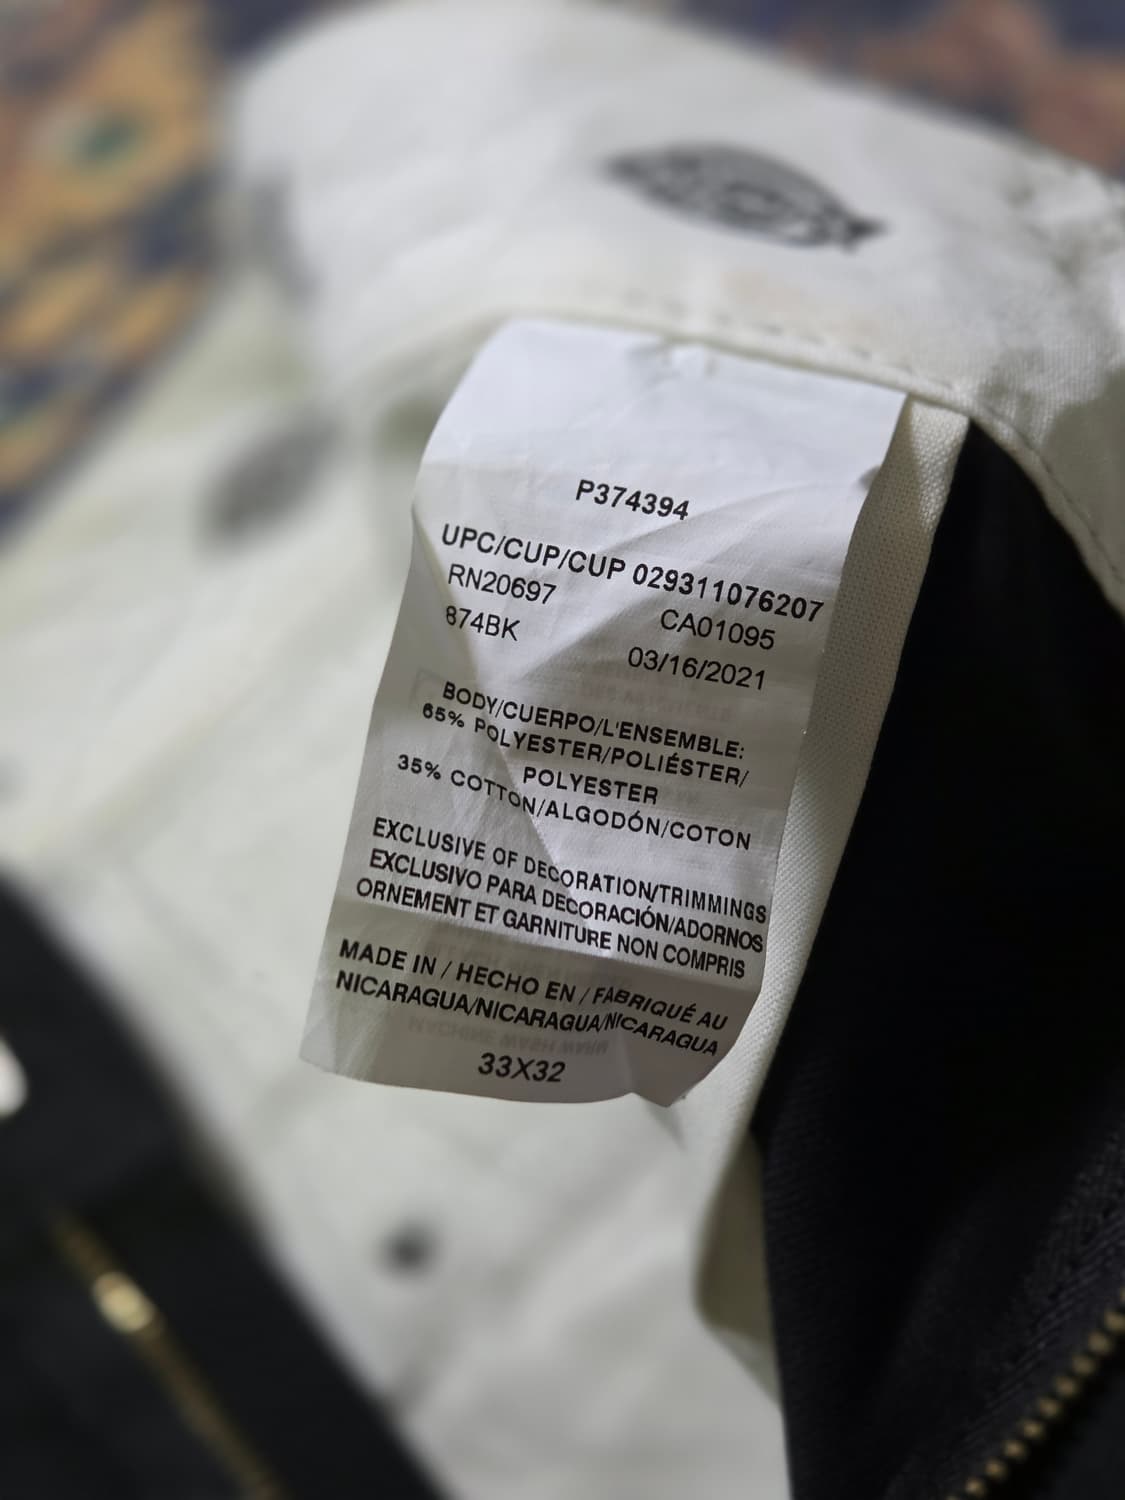 P374394
UPC/CUP/CUP 029311076207
RN20697 CA01095
874BK 03/16/2021
BODY/CUERPO/L'ENSEMBLE:
65% POLYESTER/POLIÉSTER/
POLYESTER
35% COTTON/ALGODÓN/COTON
EXCLUSIVE OF DECORATION/TRIMMINGS
EXCLUSIVO PARA DECORACIÓN/ADORNOS
ORNEMENT ET GARNITURE NON COMPRIS
MADE IN / HECHO EN / FABRIQUÉ AU
NICARAGUA/NICARAGUA/NICARAGUA
33X32